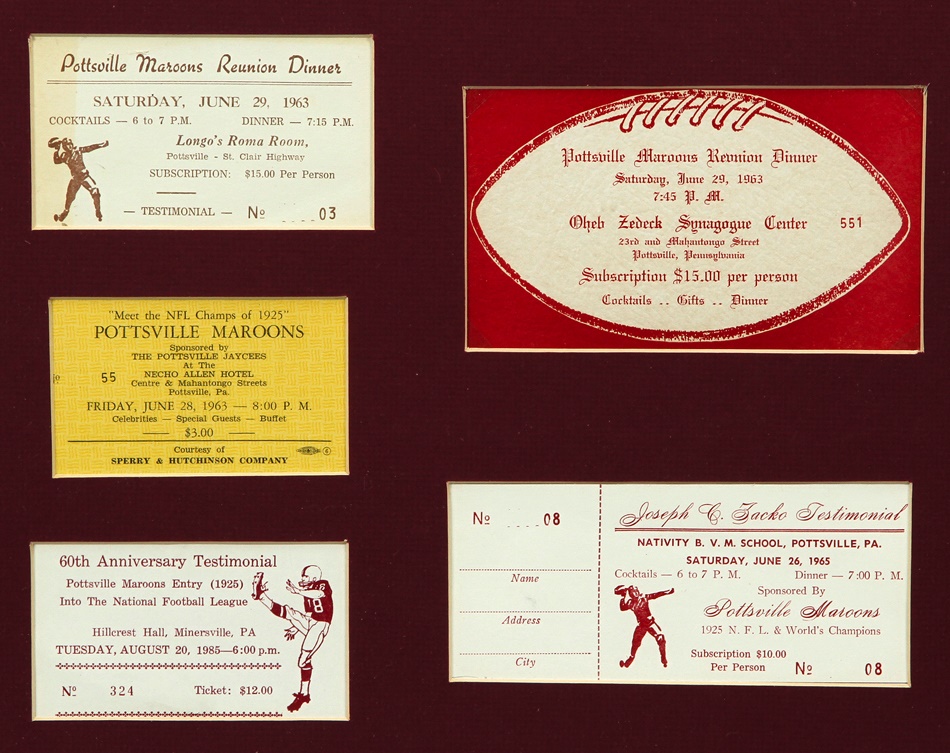 Pottsville Maroons Reunion Dinner
SATURDAY, JUNE 29, 1963
COCKTAILS — 6 to 7 P.M. DINNER — 7:15 P.M.
Longo's Roma Room,
Pottsville - St. Clair Highway
SUBSCRIPTION: $15.00 Per Person
— TESTIMONIAL — Nº 03
Pottsville Maroons Reunion Dinner
Saturday, June 29, 1963
7:45 P. M.
Oheb Zedeck Synagogue Center 551
23rd and Mahantongo Street
Pottsville, Pennsylvania
Subscription $15.00 per person
Cocktails .. Gifts .. Dinner
"Meet the NFL Champs of 1925"
POTTSVILLE MAROONS
Sponsored by
THE POTTSVILLE JAYCEES
At The
55 NECHO ALLEN HOTEL
Centre & Mahantongo Streets
Pottsville, Pa.
FRIDAY, JUNE 28, 1963 — 8:00 P. M.
Celebrities — Special Guests — Buffet
$3.00
Courtesy of
SPERRY & HUTCHINSON COMPANY
60th Anniversary Testimonial
Pottsville Maroons Entry (1925)
Into The National Football League
18
Hillcrest Hall, Minersville, PA
TUESDAY, AUGUST 20, 1985—6:00 p.m.
Nº 324 Ticket: $12.00
Nº 08
Name
Address
City
Joseph C. Zacko Testimonial
NATIVITY B. V. M. SCHOOL, POTTSVILLE, PA.
SATURDAY, JUNE 26, 1965
Cocktails — 6 to 7 P. M. Dinner — 7:00 P. M.
Sponsored By
Pottsville Maroons
1925 N. F. L. & World's Champions
Subscription $10.00
Per Person Nº 08